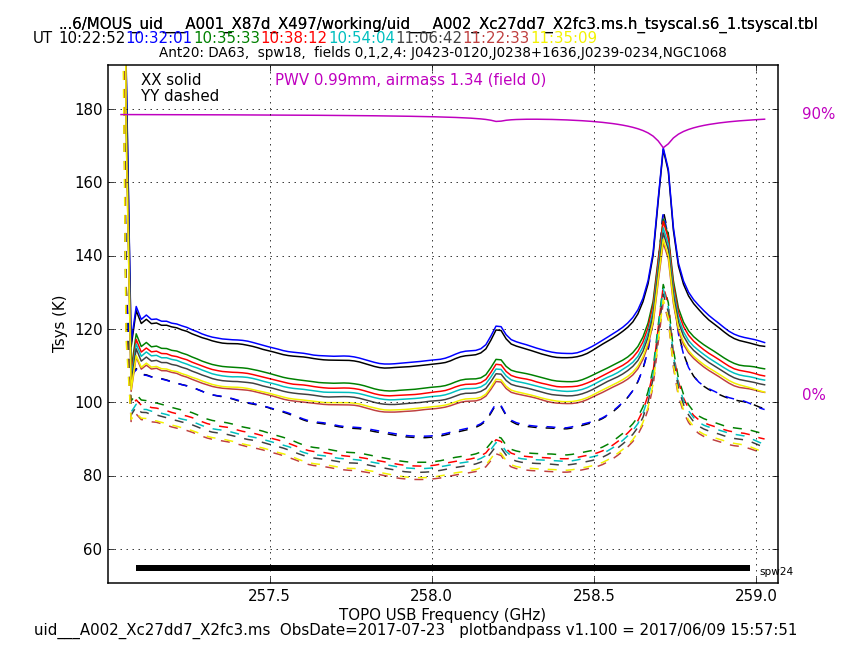 ...6/MOUS_uid___A001_X87d_X497/working/uid___A002_Xc27dd7_X2fc3.ms.h_tsyscal.s6_1.tsyscal.tbl
UT 10:22:52 10:32:01 10:35:33 10:38:12 10:54:04 11:06:42 11:22:33 11:35:09
Ant20: DA63, spw18, fields 0,1,2,4: J0423-0120,J0238+1636,J0239-0234,NGC1068
XX solid
PWV 0.99mm, airmass 1.34 (field 0)
YY dashed
90%
0%
180
160
140
120
100
80
60
Tsys (K)
spw24
257.5 258.0 258.5 259.0
TOPO USB Frequency (GHz)
uid___A002_Xc27dd7_X2fc3.ms ObsDate=2017-07-23 plotbandpass v1.100 = 2017/06/09 15:57:51